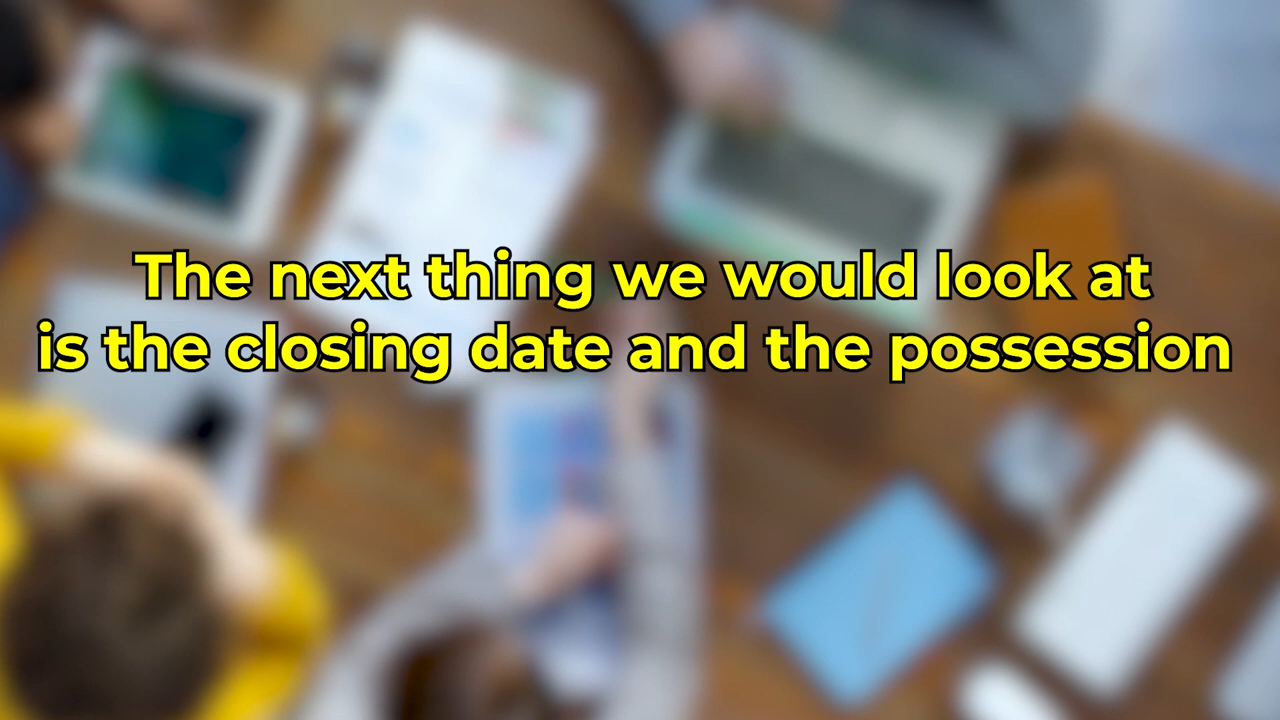 The next thing we would look at
is the closing date and the possession